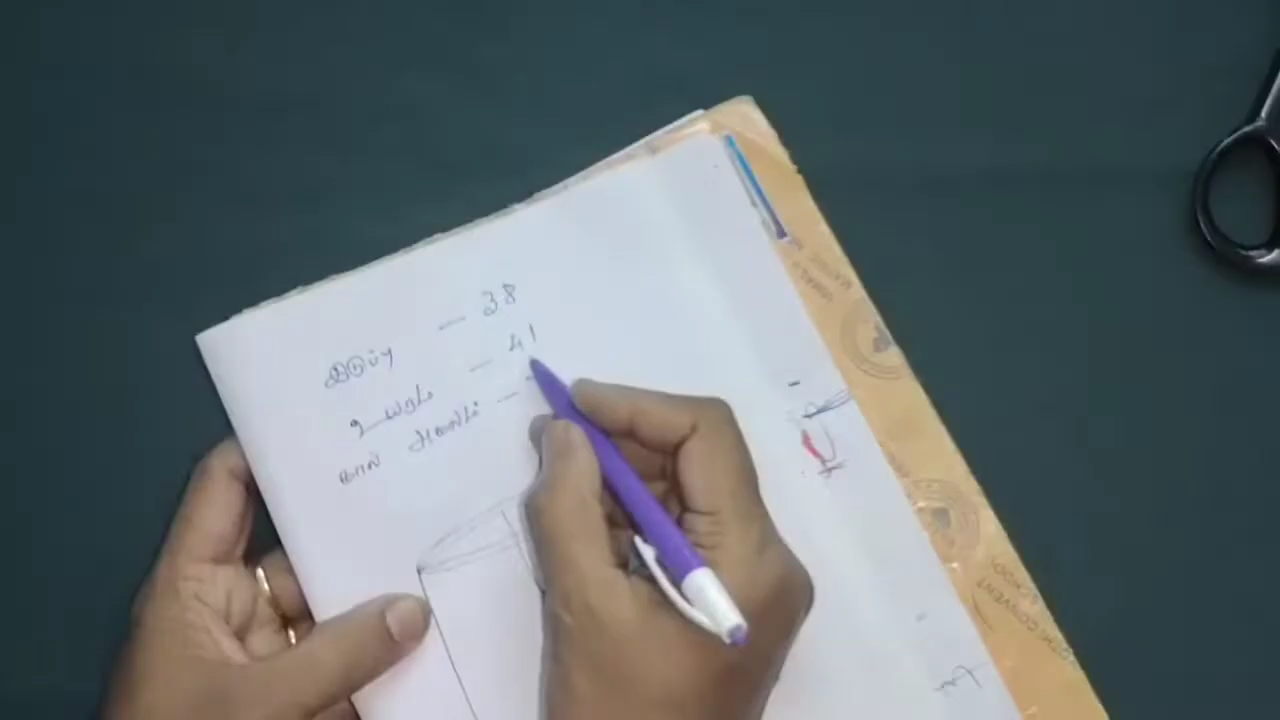 இடுப்பு — 38
உயரம் — 41
கால் அகலம் —